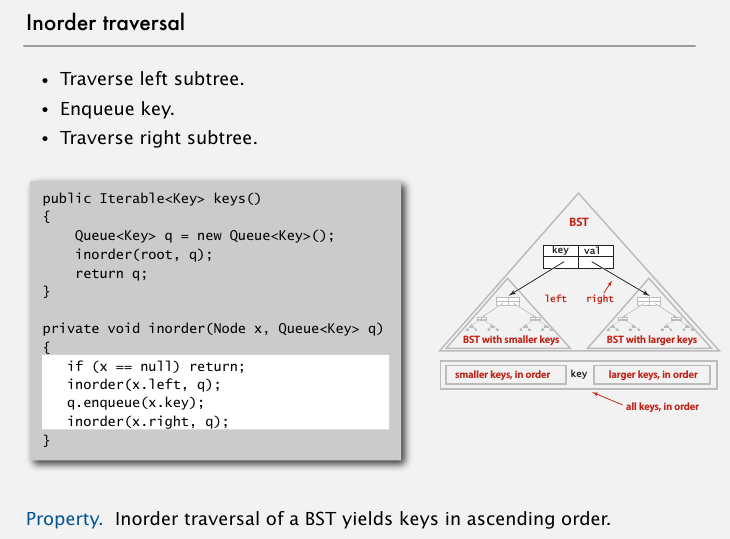 Inorder traversal
• Traverse left subtree.
• Enqueue key.
• Traverse right subtree.
public Iterable<Key> keys()
{
    Queue<Key> q = new Queue<Key>();
    inorder(root, q);
    return q;
}
private void inorder(Node x, Queue<Key> q)
{
   if (x == null) return;
   inorder(x.left, q);
   q.enqueue(x.key);
   inorder(x.right, q);
}
BST
key val
left right
BST with smaller keys BST with larger keys
smaller keys, in order key larger keys, in order
all keys, in order
Property. Inorder traversal of a BST yields keys in ascending order.